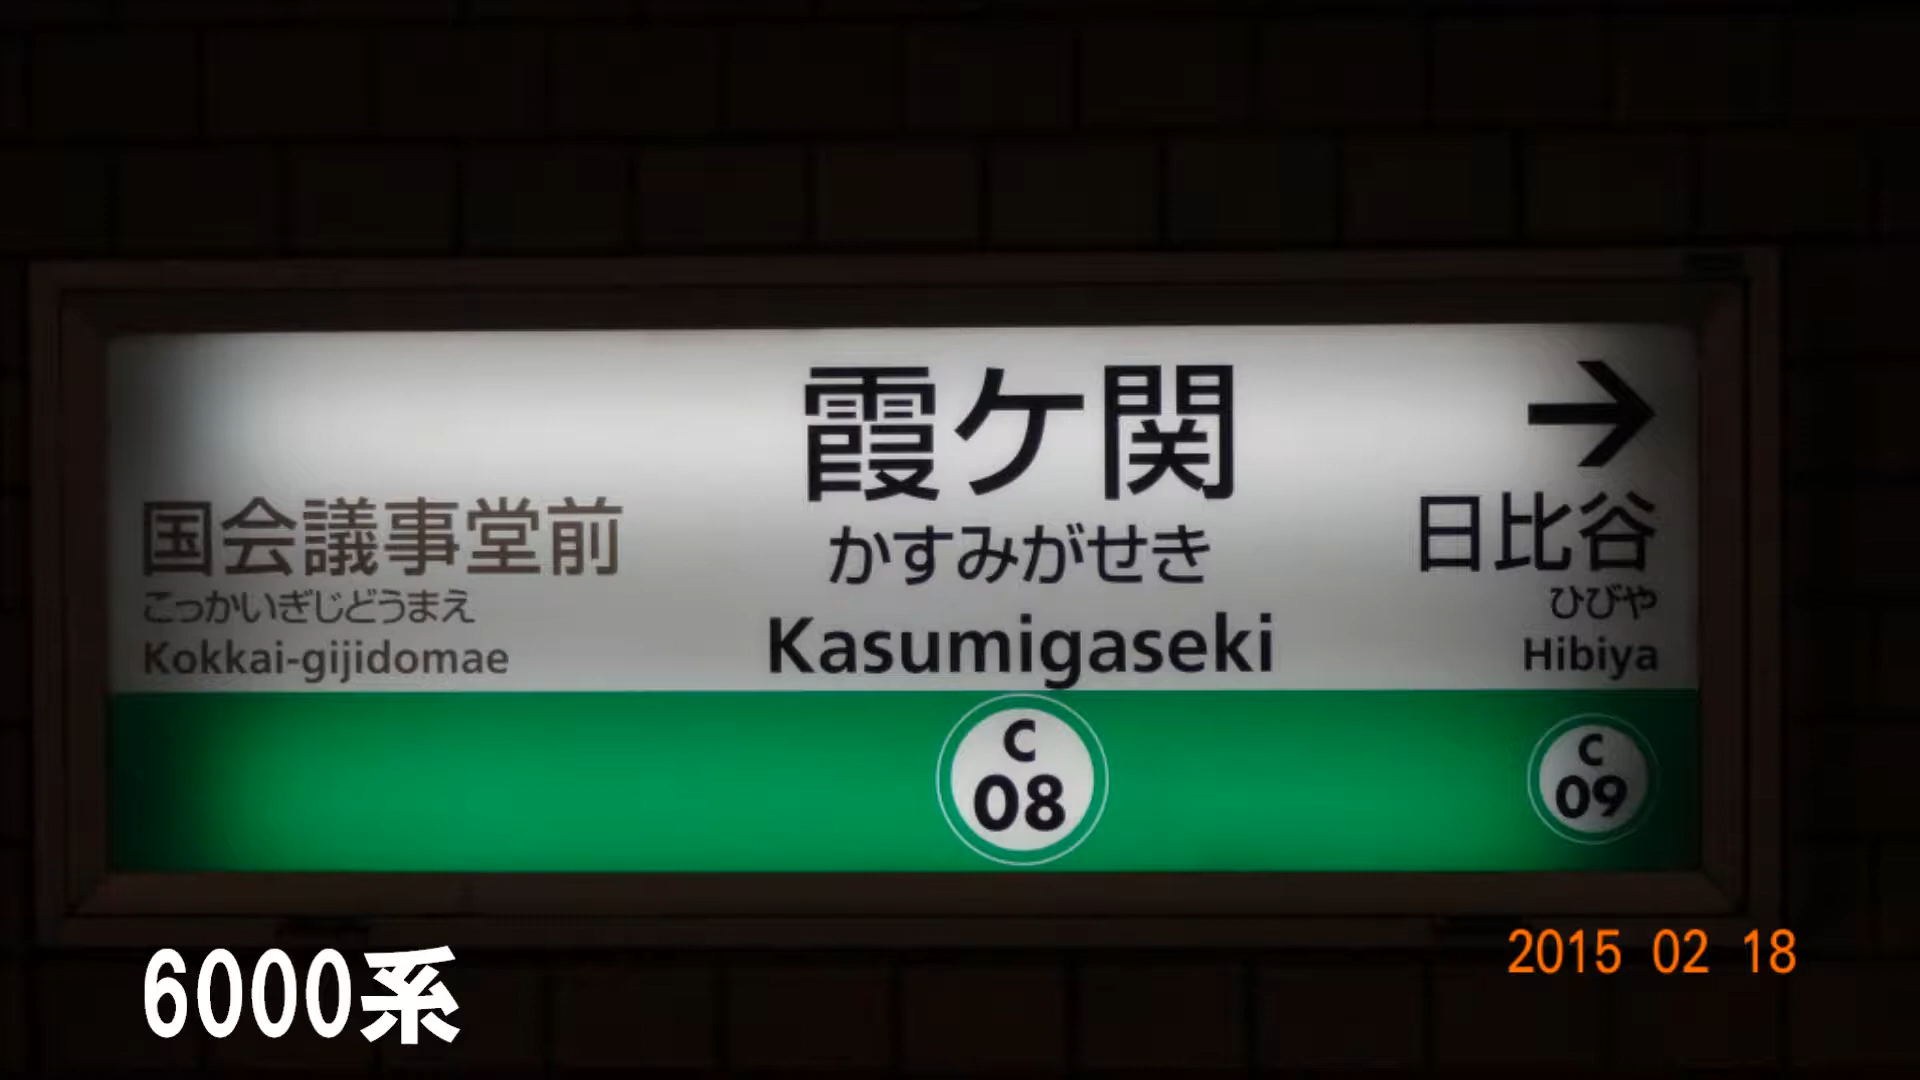 霞ケ関
かすみがせき
Kasumigaseki
C
08
国会議事堂前
こっかいぎじどうまえ
Kokkai-gijidomae
→
日比谷
ひびや
Hibiya
C
09
6000系
2015 02 18